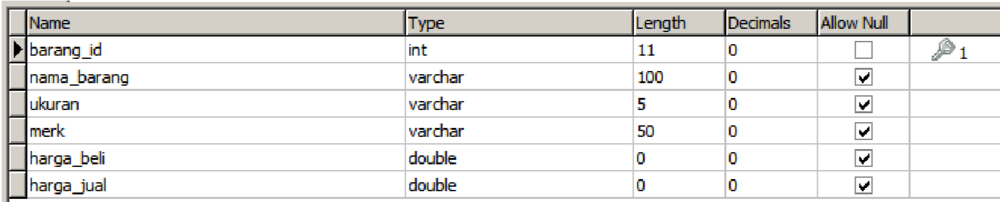 Name Type Length Decimals Allow Null
barang_id int 11 0 1
nama_barang varchar 100 0
ukuran varchar 5 0
merk varchar 50 0
harga_beli double 0 0
harga_jual double 0 0